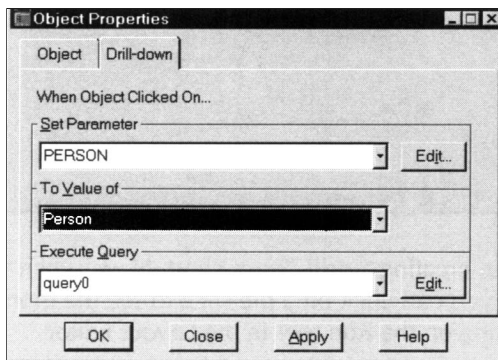 Object Properties
Object Drill-down
When Object Clicked On...
Set Parameter
PERSON Edit...
To Value of
Person
Execute Query
query0 Edit...
OK Close Apply Help